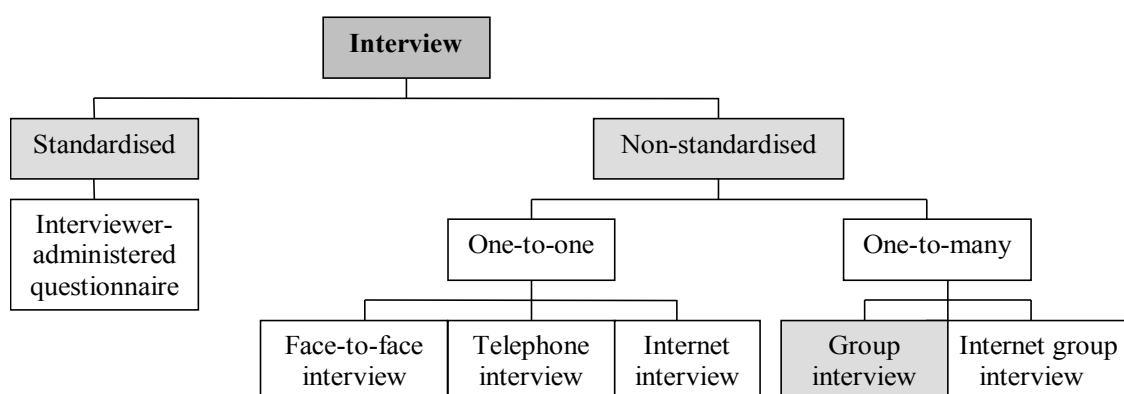 Interview
Standardised
Non-standardised
Interviewer-
administered
questionnaire
One-to-one
One-to-many
Face-to-face
interview
Telephone
interview
Internet
interview
Group
interview
Internet group
interview